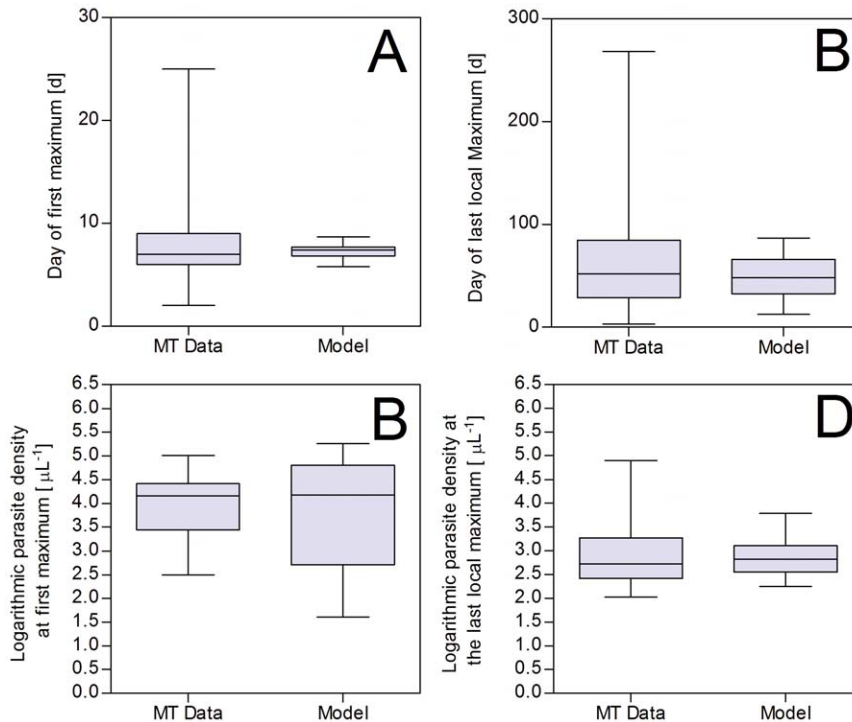 A
Day of first maximum [d]
30
20
10
0
MT Data Model
B
Day of last local Maximum [d]
300
200
100
0
MT Data Model
B
Logarithmic parasite density
at first maximum [ μL⁻¹]
6.5
6.0
5.5
5.0
4.5
4.0
3.5
3.0
2.5
2.0
1.5
1.0
0.5
0.0
MT Data Model
D
Logarithmic parasite density at
the last local maximum [ μL⁻¹]
6.5
6.0
5.5
5.0
4.5
4.0
3.5
3.0
2.5
2.0
1.5
1.0
0.5
0.0
MT Data Model